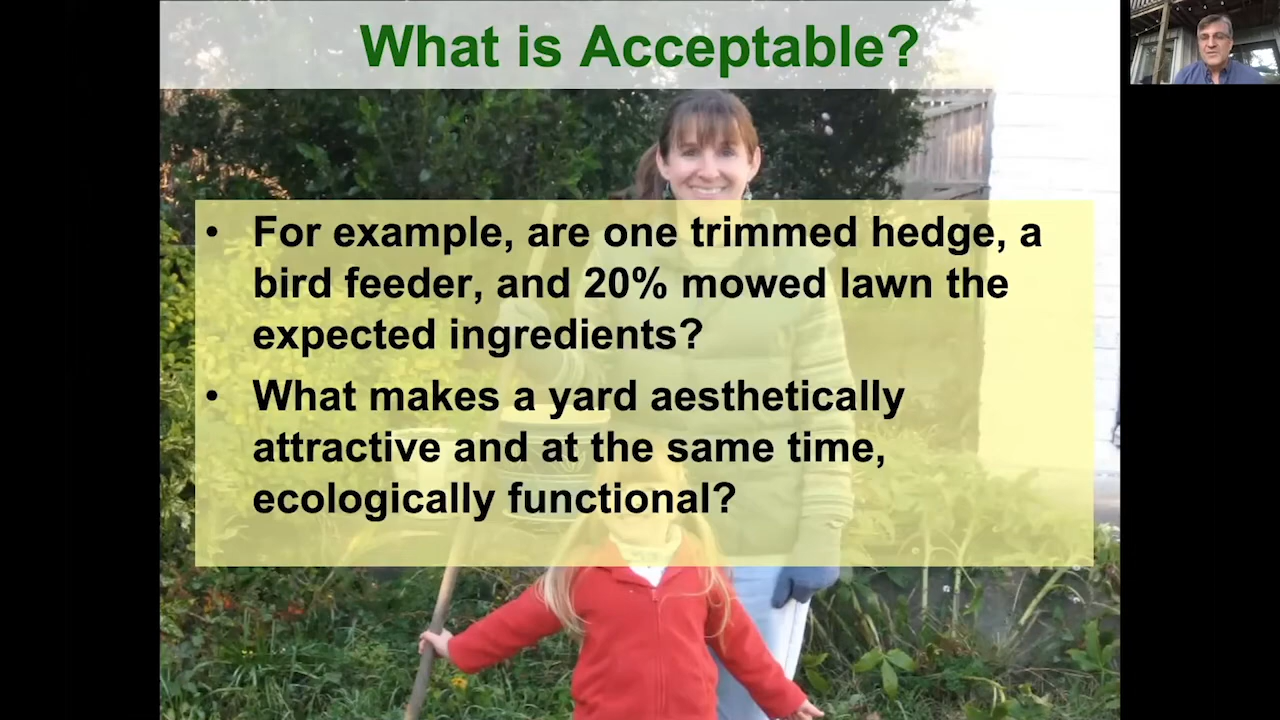 What is Acceptable?
• For example, are one trimmed hedge, a
bird feeder, and 20% mowed lawn the
expected ingredients?
• What makes a yard aesthetically
attractive and at the same time,
ecologically functional?